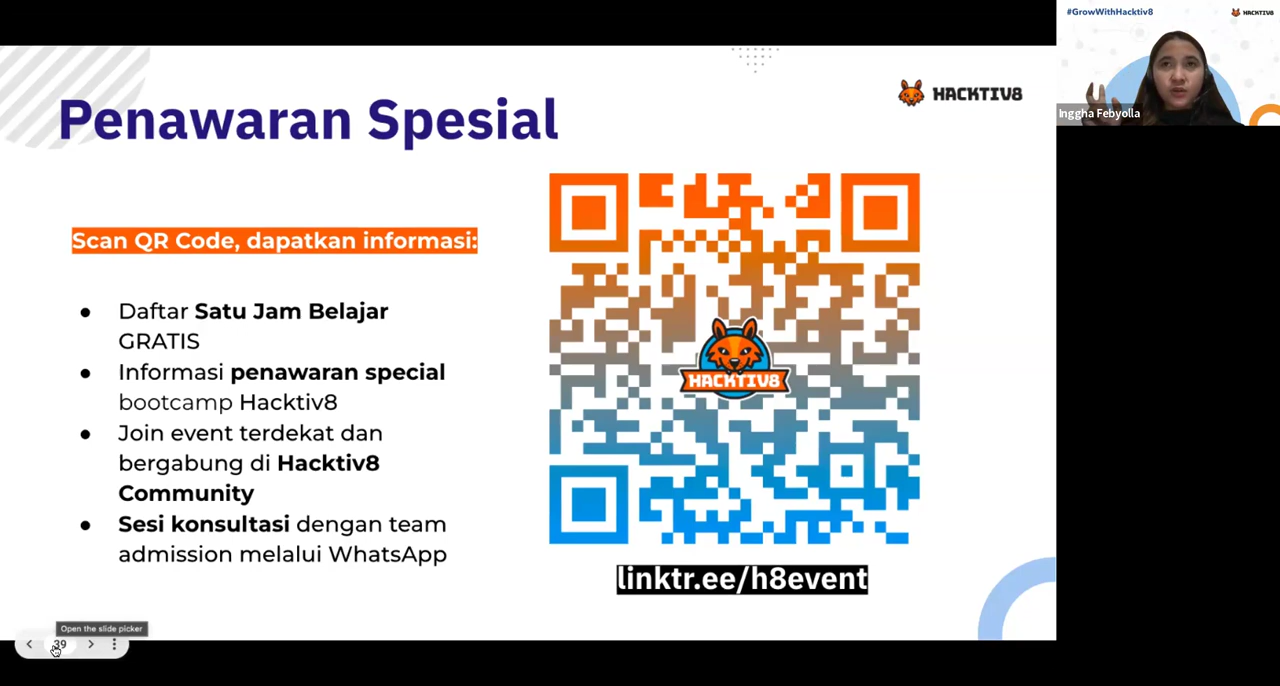 #GrowWithHacktiv8
HACKTIV8
Inggha Febyolla
Penawaran Spesial
HACKTIV8
Scan QR Code, dapatkan informasi:
● Daftar Satu Jam Belajar
GRATIS
● Informasi penawaran special
bootcamp Hacktiv8
● Join event terdekat dan
bergabung di Hacktiv8
Community
● Sesi konsultasi dengan team
admission melalui WhatsApp
HACKTIV8
linktr.ee/h8event
Open the slide picker
39